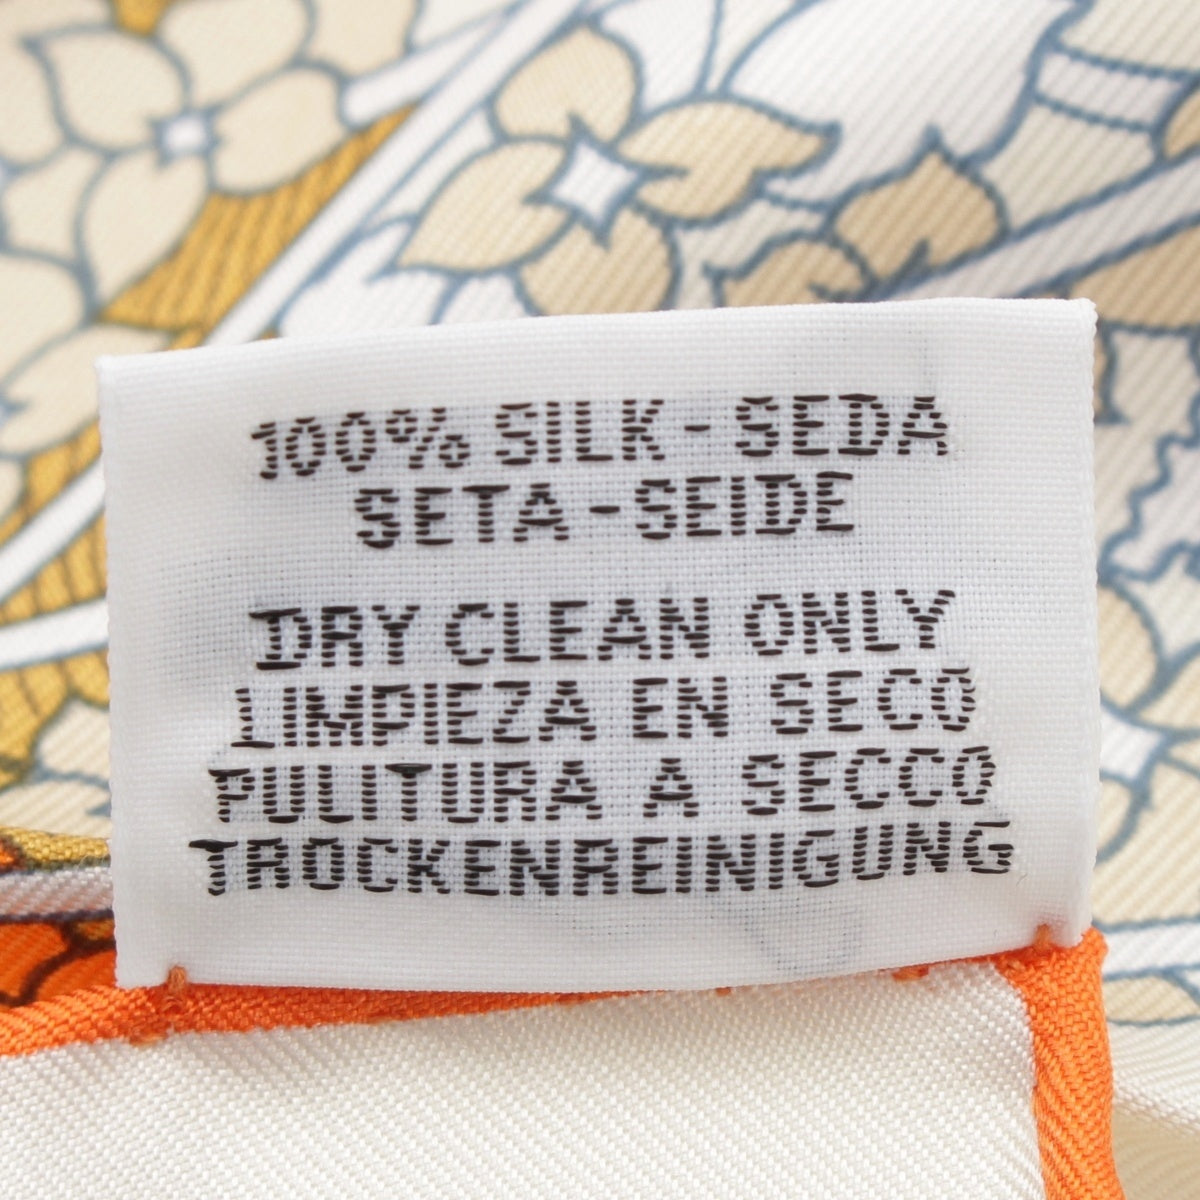 100% SILK - SEDA
SETA - SEIDE
DRY CLEAN ONLY
LIMPIEZA EN SECO
PULITURA A SECCO
TROCKENREINIGUNG